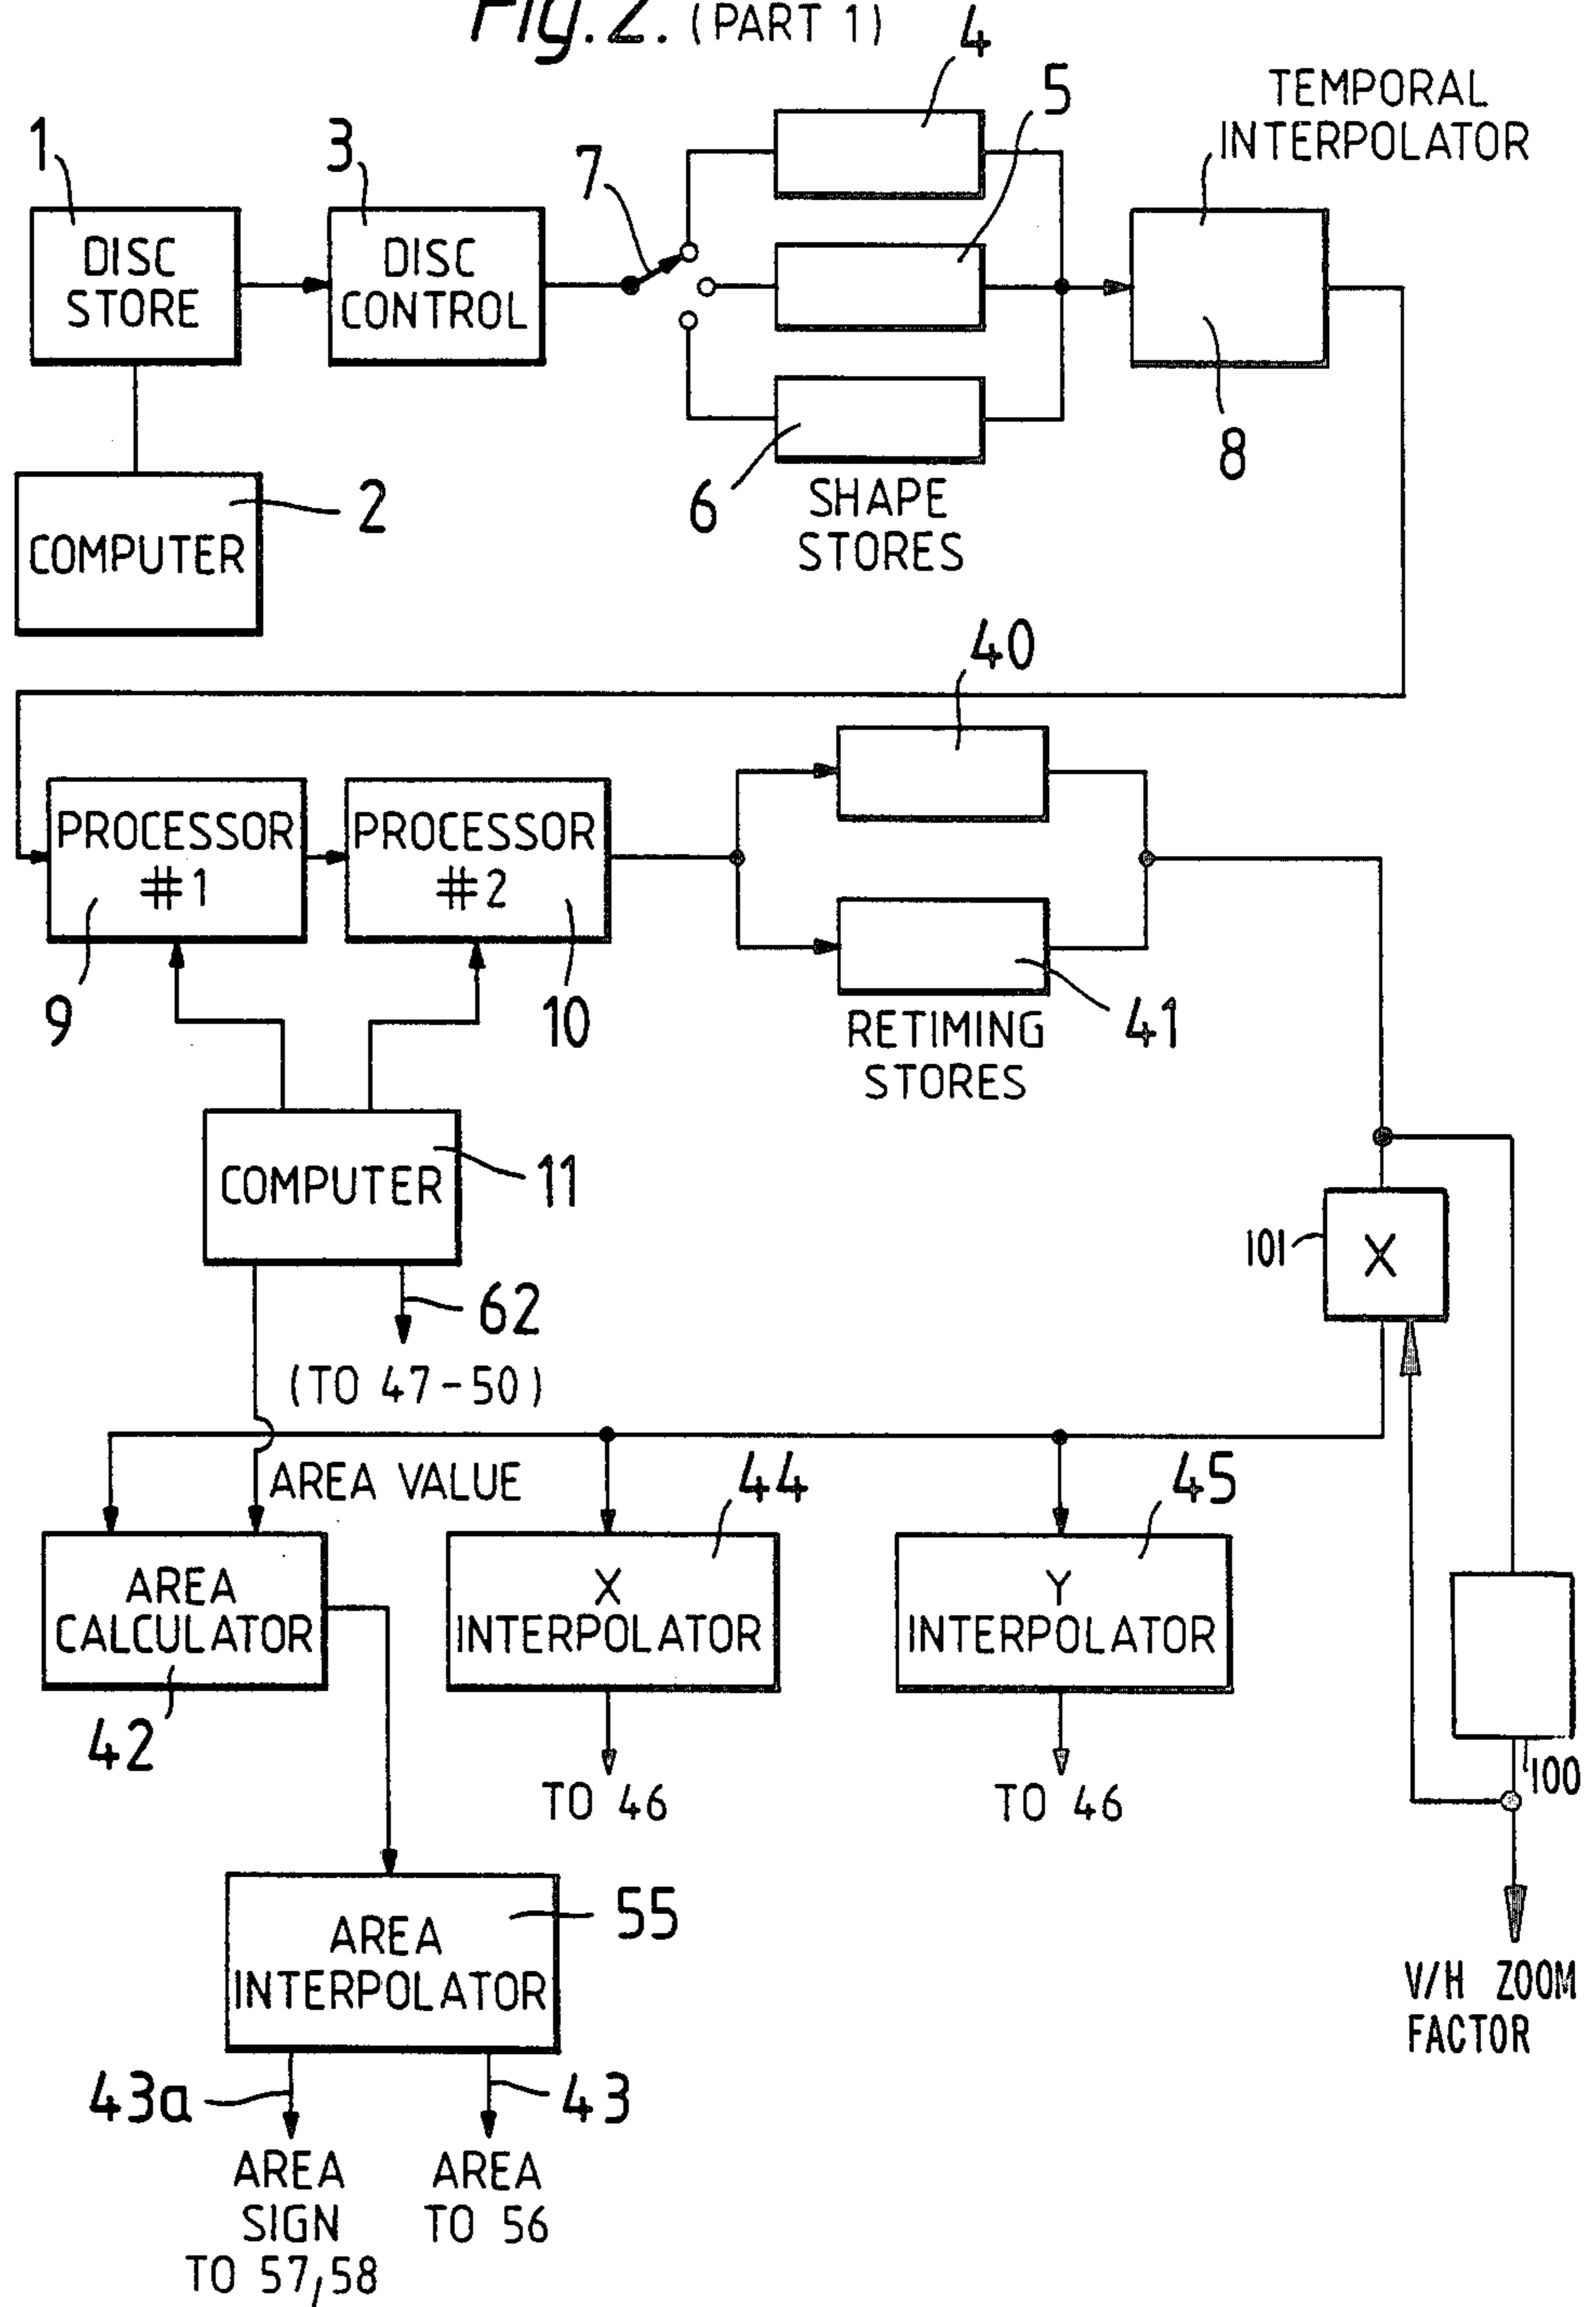 Fig. 2. (PART 1)
4
5
TEMPORAL
INTERPOLATOR
1
3
7
DISC
STORE
DISC
CONTROL
8
6
SHAPE
STORES
2
COMPUTER
40
PROCESSOR
#1
PROCESSOR
#2
9
10
41
RETIMING
STORES
COMPUTER
11
101
X
62
(TO 47-50)
AREA VALUE
44
45
AREA
CALCULATOR
X
INTERPOLATOR
Y
INTERPOLATOR
42
100
TO 46
TO 46
55
AREA
INTERPOLATOR
V/H ZOOM
FACTOR
43a
43
AREA
SIGN
TO 57,58
AREA
TO 56